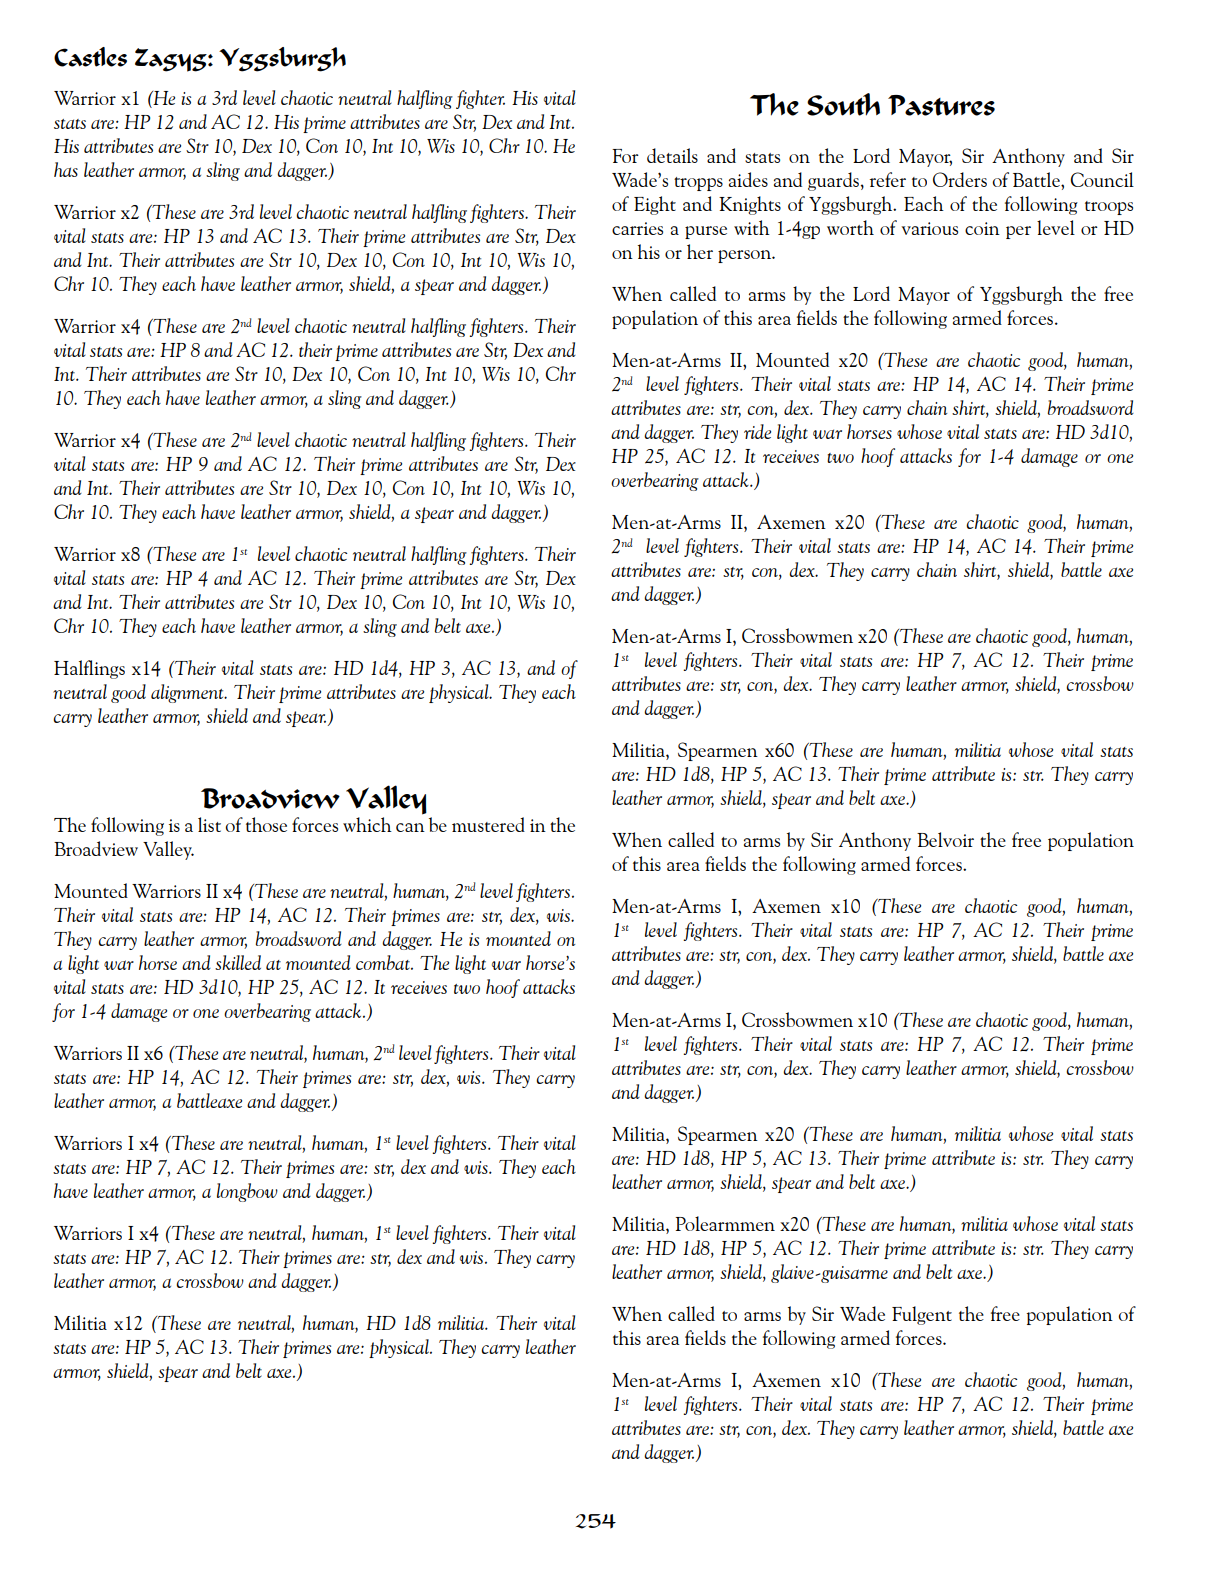 Castles Zagyg: Yggsburgh
Warrior x1 (He is a 3rd level chaotic neutral halfling fighter. His vital
stats are: HP 12 and AC 12. His prime attributes are Str, Dex and Int.
His attributes are Str 10, Dex 10, Con 10, Int 10, Wis 10, Chr 10. He
has leather armor, a sling and dagger.)
Warrior x2 (These are 3rd level chaotic neutral halfling fighters. Their
vital stats are: HP 13 and AC 13. Their prime attributes are Str, Dex
and Int. Their attributes are Str 10, Dex 10, Con 10, Int 10, Wis 10,
Chr 10. They each have leather armor, shield, a spear and dagger.)
Warrior x4 (These are 2nd level chaotic neutral halfling fighters. Their
vital stats are: HP 8 and AC 12. their prime attributes are Str, Dex and
Int. Their attributes are Str 10, Dex 10, Con 10, Int 10, Wis 10, Chr
10. They each have leather armor, a sling and dagger.)
Warrior x4 (These are 2nd level chaotic neutral halfling fighters. Their
vital stats are: HP 9 and AC 12. Their prime attributes are Str, Dex
and Int. Their attributes are Str 10, Dex 10, Con 10, Int 10, Wis 10,
Chr 10. They each have leather armor, shield, a spear and dagger.)
Warrior x8 (These are 1st level chaotic neutral halfling fighters. Their
vital stats are: HP 4 and AC 12. Their prime attributes are Str, Dex
and Int. Their attributes are Str 10, Dex 10, Con 10, Int 10, Wis 10,
Chr 10. They each have leather armor, a sling and belt axe.)
Halflings x14 (Their vital stats are: HD 1d4, HP 3, AC 13, and of
neutral good alignment. Their prime attributes are physical. They each
carry leather armor, shield and spear.)
Broadview Valley
The following is a list of those forces which can be mustered in the
Broadview Valley.
Mounted Warriors II x4 (These are neutral, human, 2nd level fighters.
Their vital stats are: HP 14, AC 12. Their primes are: str, dex, wis.
They carry leather armor, broadsword and dagger. He is mounted on
a light war horse and skilled at mounted combat. The light war horse's
vital stats are: HD 3d10, HP 25, AC 12. It receives two hoof attacks
for 1-4 damage or one overbearing attack.)
Warriors II x6 (These are neutral, human, 2nd level fighters. Their vital
stats are: HP 14, AC 12. Their primes are: str, dex, wis. They carry
leather armor, a battleaxe and dagger.)
Warriors I x4 (These are neutral, human, 1st level fighters. Their vital
stats are: HP 7, AC 12. Their primes are: str, dex and wis. They each
have leather armor, a longbow and dagger.)
Warriors I x4 (These are neutral, human, 1st level fighters. Their vital
stats are: HP 7, AC 12. Their primes are: str, dex and wis. They carry
leather armor, a crossbow and dagger.)
Militia x12 (These are neutral, human, HD 1d8 militia. Their vital
stats are: HP 5, AC 13. Their primes are: physical. They carry leather
armor, shield, spear and belt axe.)
The South Pastures
For details and stats on the Lord Mayor, Sir Anthony and Sir
Wade's tropps aides and guards, refer to Orders of Battle, Council
of Eight and Knights of Yggsburgh. Each of the following troops
carries a purse with 1-4gp worth of various coin per level or HD
on his or her person.
When called to arms by the Lord Mayor of Yggsburgh the free
population of this area fields the following armed forces.
Men-at-Arms II, Mounted x20 (These are chaotic good, human,
2nd level fighters. Their vital stats are: HP 14, AC 14. Their prime
attributes are: str, con, dex. They carry chain shirt, shield, broadsword
and dagger. They ride light war horses whose vital stats are: HD 3d10,
HP 25, AC 12. It receives two hoof attacks for 1-4 damage or one
overbearing attack.)
Men-at-Arms II, Axemen x20 (These are chaotic good, human,
2nd level fighters. Their vital stats are: HP 14, AC 14. Their prime
attributes are: str, con, dex. They carry chain shirt, shield, battle axe
and dagger.)
Men-at-Arms I, Crossbowmen x20 (These are chaotic good, human,
1st level fighters. Their vital stats are: HP 7, AC 12. Their prime
attributes are: str, con, dex. They carry leather armor, shield, crossbow
and dagger.)
Militia, Spearmen x60 (These are human, militia whose vital stats
are: HD 1d8, HP 5, AC 13. Their prime attribute is: str. They carry
leather armor, shield, spear and belt axe.)
When called to arms by Sir Anthony Belvoir the free population
of this area fields the following armed forces.
Men-at-Arms I, Axemen x10 (These are chaotic good, human,
1st level fighters. Their vital stats are: HP 7, AC 12. Their prime
attributes are: str, con, dex. They carry leather armor, shield, battle axe
and dagger.)
Men-at-Arms I, Crossbowmen x10 (These are chaotic good, human,
1st level fighters. Their vital stats are: HP 7, AC 12. Their prime
attributes are: str, con, dex. They carry leather armor, shield, crossbow
and dagger.)
Militia, Spearmen x20 (These are human, militia whose vital stats
are: HD 1d8, HP 5, AC 13. Their prime attribute is: str. They carry
leather armor, shield, spear and belt axe.)
Militia, Polearmmen x20 (These are human, militia whose vital stats
are: HD 1d8, HP 5, AC 12. Their prime attribute is: str. They carry
leather armor, shield, glaive-guisarme and belt axe.)
When called to arms by Sir Wade Fulgent the free population of
this area fields the following armed forces.
Men-at-Arms I, Axemen x10 (These are chaotic good, human,
1st level fighters. Their vital stats are: HP 7, AC 12. Their prime
attributes are: str, con, dex. They carry leather armor, shield, battle axe
and dagger.)
254